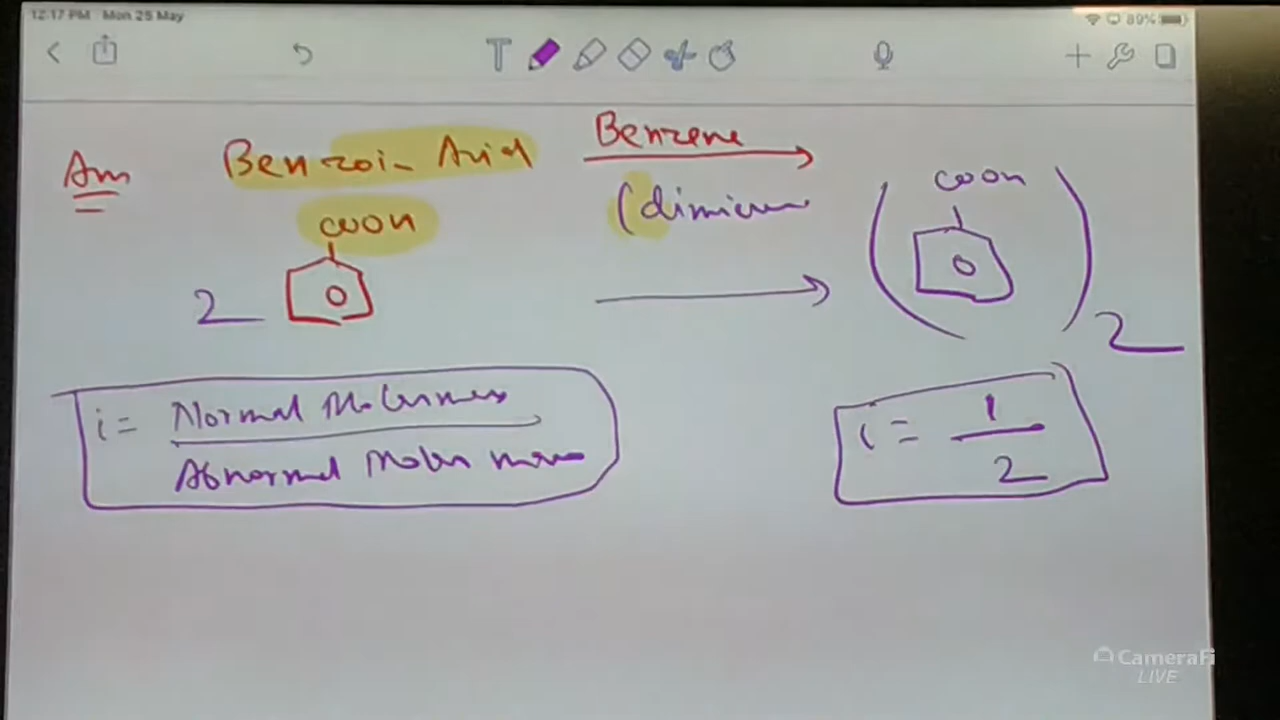 12:17 PM Mon 25 May
89%
T
Ans
Benzoic Acid
Benzene
COOH
(dimer
COOH
2
2
i = Normal Molar mass
Abnormal Molar mass
i = 1
2
CameraFi
LIVE